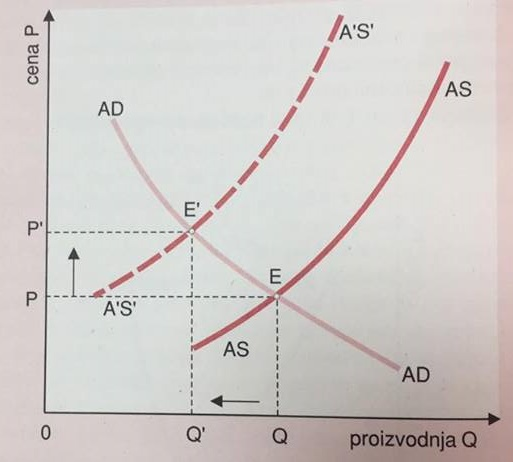 cena P
A'S'
AS
AD
E'
P'
E
P
A'S'
AS
AD
0
Q'
Q
proizvodnja Q